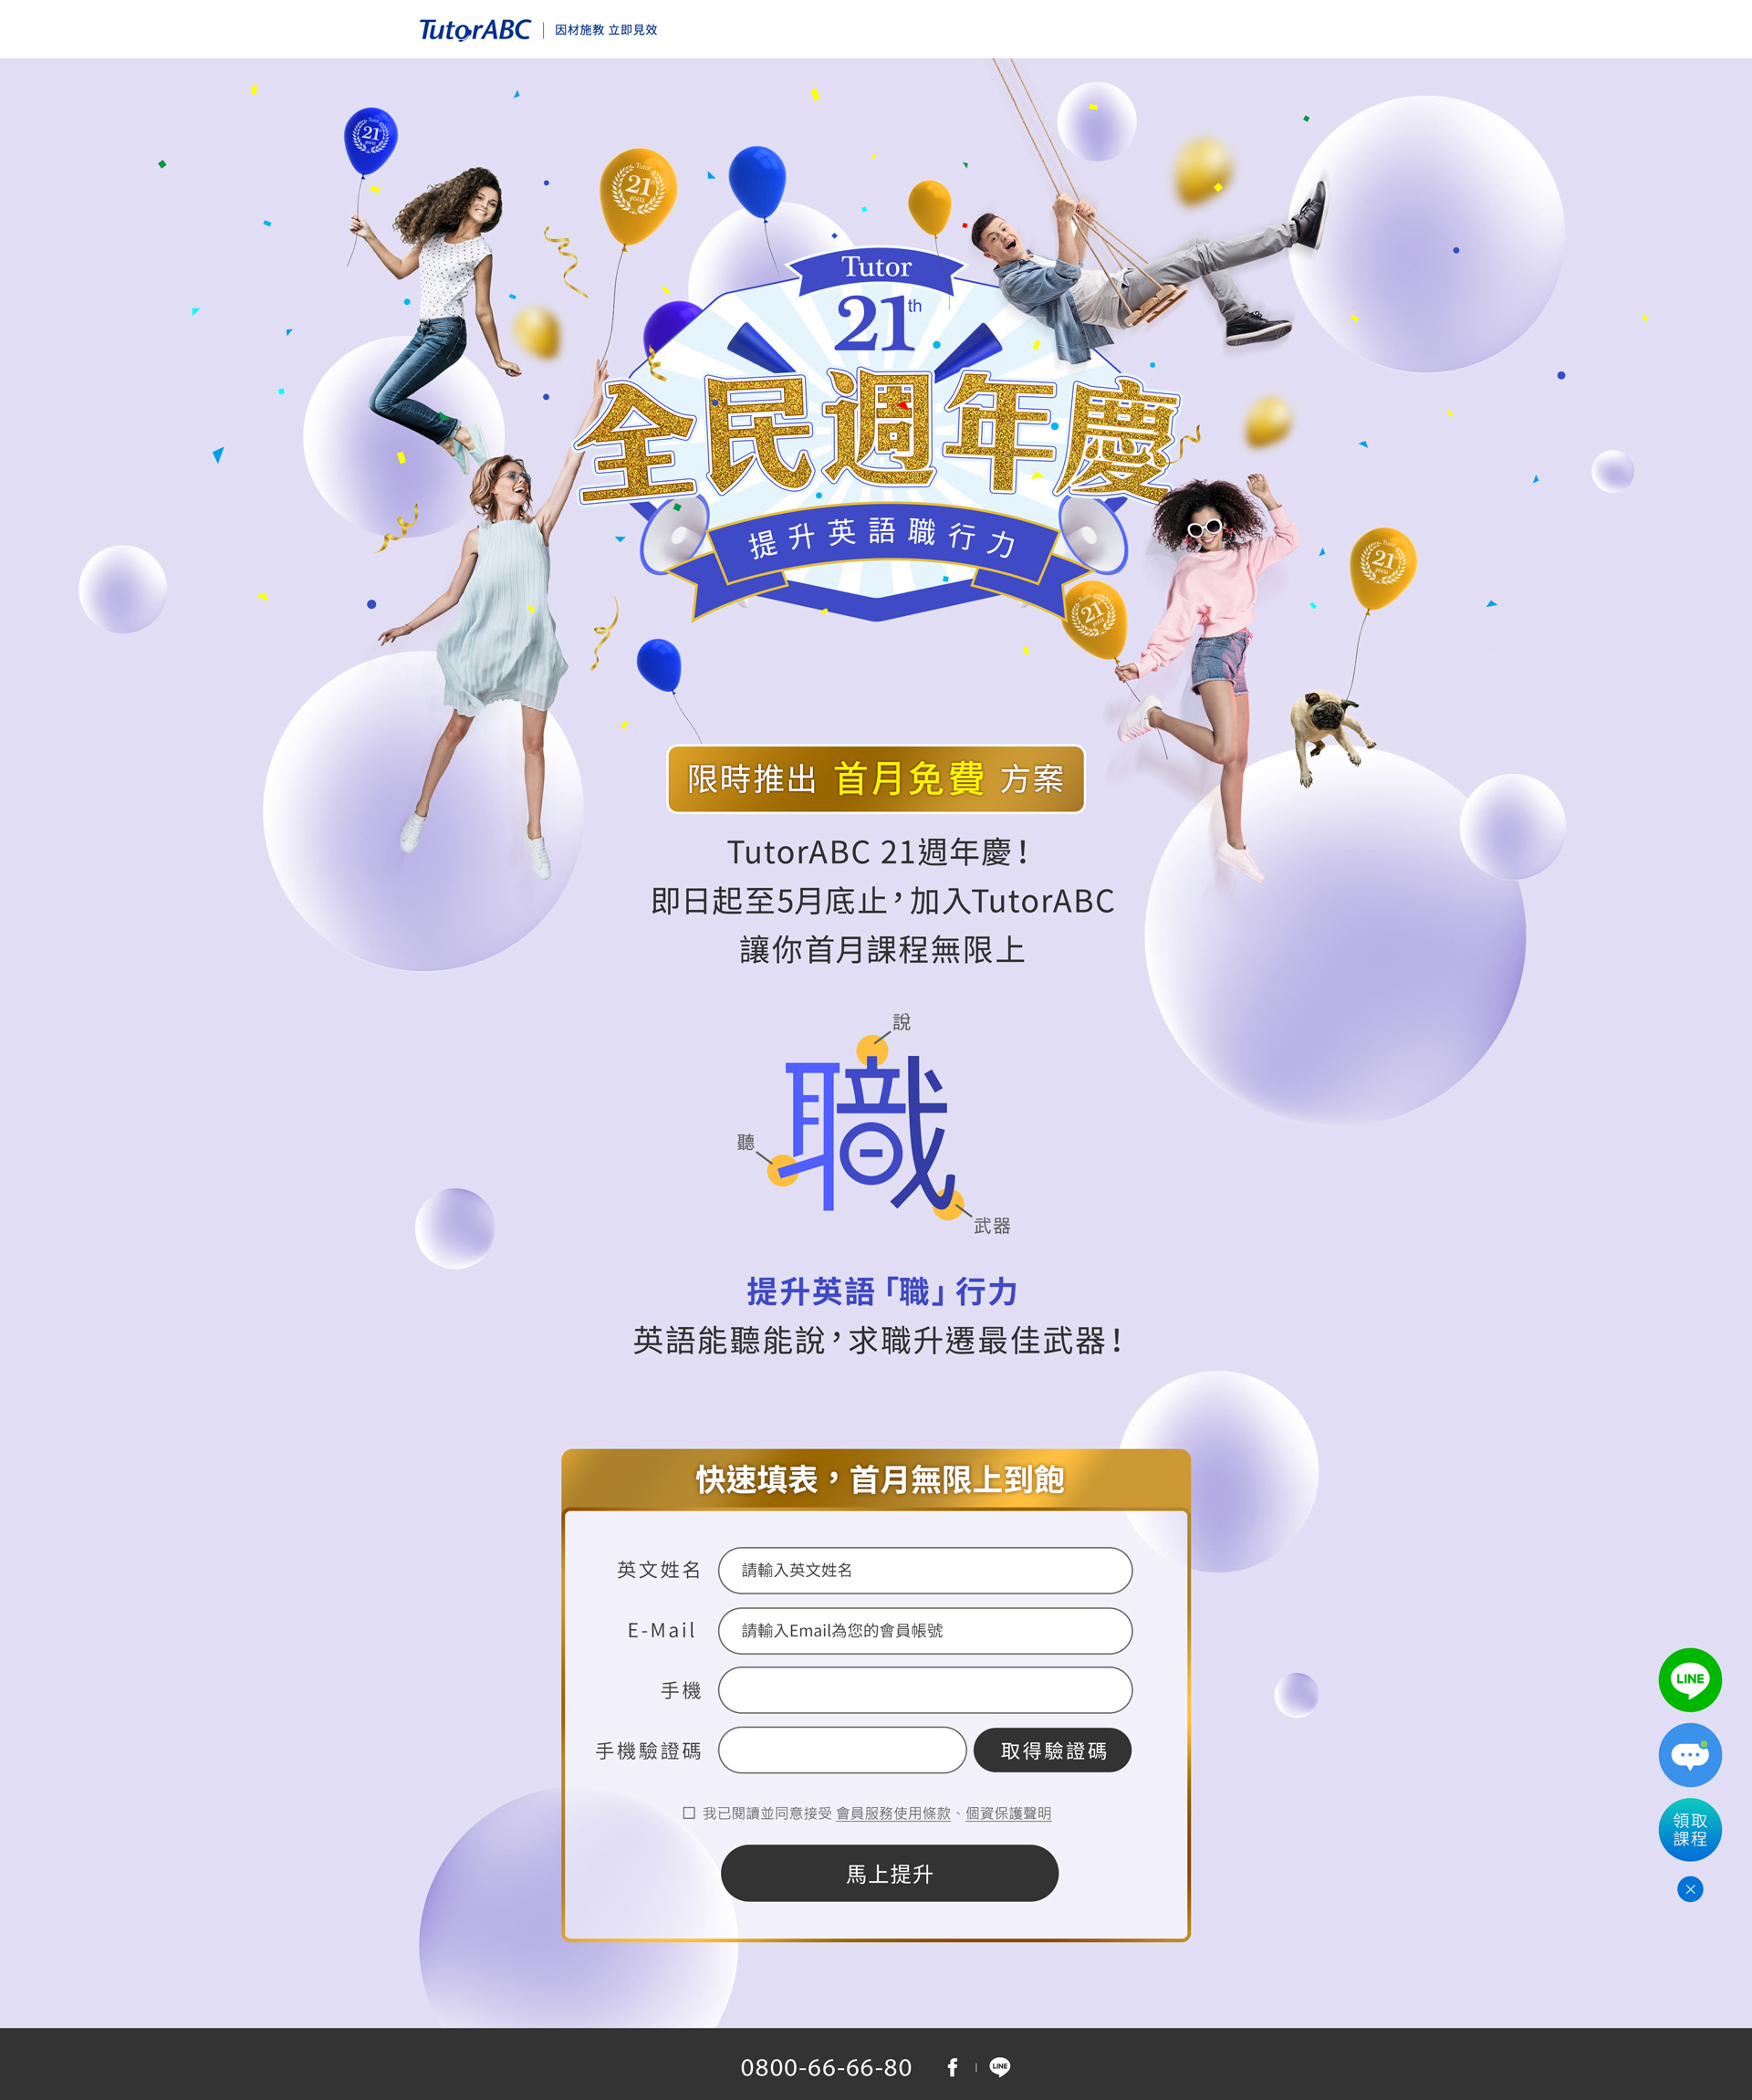 TutorABC | 因材施教 立即見效
21
Tutor
21
years
Tutor
21th
全民週年慶
提升英語職行力
21
21
限時推出 首月免費 方案
TutorABC 21週年慶！
即日起至5月底止，加入TutorABC
讓你首月課程無限上
說
職
聽
武器
提升英語「職」行力
英語能聽能說，求職升遷最佳武器！
快速填表，首月無限上到飽
英文姓名 請輸入英文姓名
E-Mail 請輸入Email為您的會員帳號
手機
手機驗證碼 取得驗證碼
我已閱讀並同意接受 會員服務使用條款、個資保護聲明
馬上提升
LINE
領取
課程
0800-66-66-80
LINE